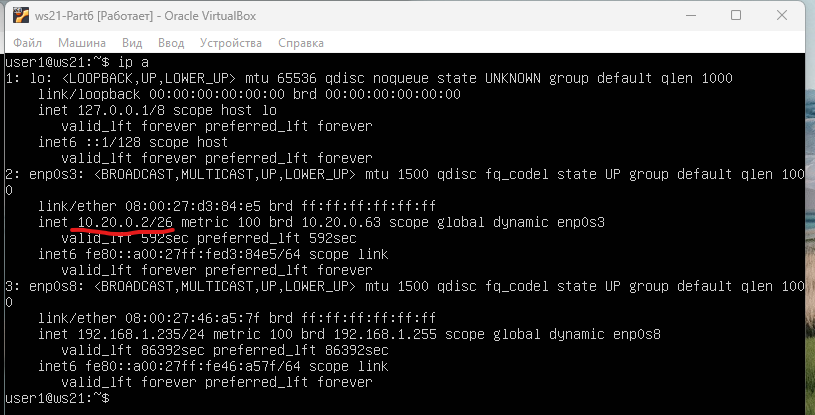 ws21-Part6 [Работает] - Oracle VirtualBox
Файл Машина Вид Ввод Устройства Справка
user1@ws21:~$ ip a
1: lo: <LOOPBACK,UP,LOWER_UP> mtu 65536 qdisc noqueue state UNKNOWN group default qlen 1000
link/loopback 00:00:00:00:00:00 brd 00:00:00:00:00:00
inet 127.0.0.1/8 scope host lo
valid_lft forever preferred_lft forever
inet6 ::1/128 scope host
valid_lft forever preferred_lft forever
2: enp0s3: <BROADCAST,MULTICAST,UP,LOWER_UP> mtu 1500 qdisc fq_codel state UP group default qlen 100
0
link/ether 08:00:27:d3:84:e5 brd ff:ff:ff:ff:ff:ff
inet 10.20.0.2/26 metric 100 brd 10.20.0.63 scope global dynamic enp0s3
valid_lft 592sec preferred_lft 592sec
inet6 fe80::a00:27ff:fed3:84e5/64 scope link
valid_lft forever preferred_lft forever
3: enp0s8: <BROADCAST,MULTICAST,UP,LOWER_UP> mtu 1500 qdisc fq_codel state UP group default qlen 100
0
link/ether 08:00:27:46:a5:7f brd ff:ff:ff:ff:ff:ff
inet 192.168.1.235/24 metric 100 brd 192.168.1.255 scope global dynamic enp0s8
valid_lft 86392sec preferred_lft 86392sec
inet6 fe80::a00:27ff:fe46:a57f/64 scope link
valid_lft forever preferred_lft forever
user1@ws21:~$